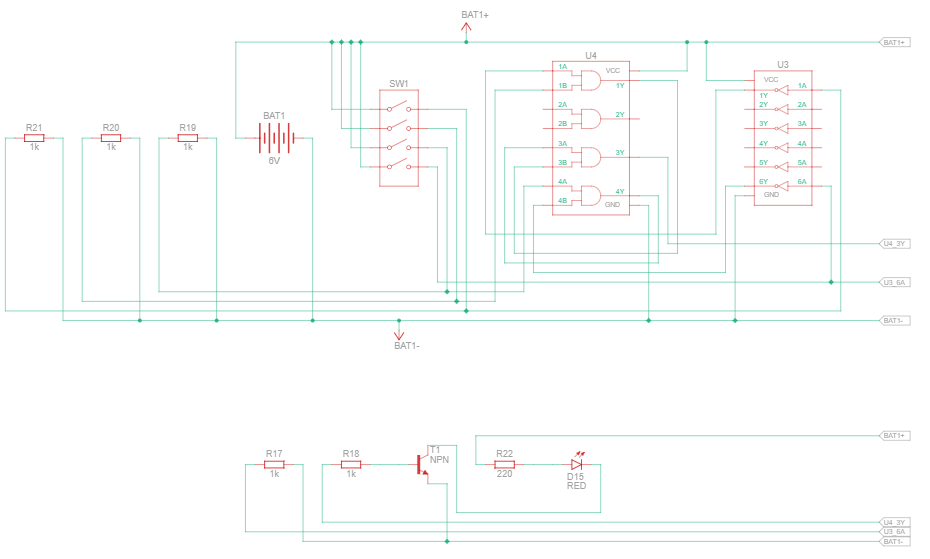 BAT1+
BAT1+
U4
U3
1A
VCC
1B
1Y
2A
2Y
2B
3A
3Y
3B
4A
4Y
4B
GND
VCC
1A
1Y
2Y
2A
3Y
3A
4Y
4A
5Y
5A
6Y
6A
GND
SW1
BAT1
6V
R21
1k
R20
1k
R19
1k
U4_3Y
U3_6A
BAT1-
BAT1-
BAT1+
R17
1k
R18
1k
T1
NPN
R22
220
D15
RED
U4_3Y
U3_6A
BAT1-